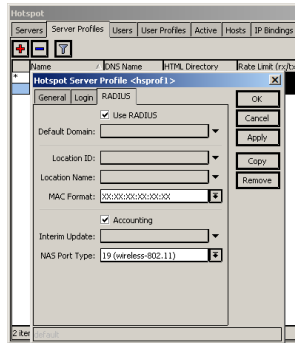 Hotspot
Servers Server Profiles Users User Profiles Active Hosts IP Bindings
Name DNS Name HTML Directory Rate Limit (rx/tx
*
Hotspot Server Profile <hsprof1>
General Login RADIUS
OK
Cancel
Apply
Copy
Remove
Use RADIUS
Default Domain:
Location ID:
Location Name:
MAC Format: XX:XX:XX:XX:XX:XX
Accounting
Interim Update:
NAS Port Type: 19 (wireless-802.11)
2 iter default